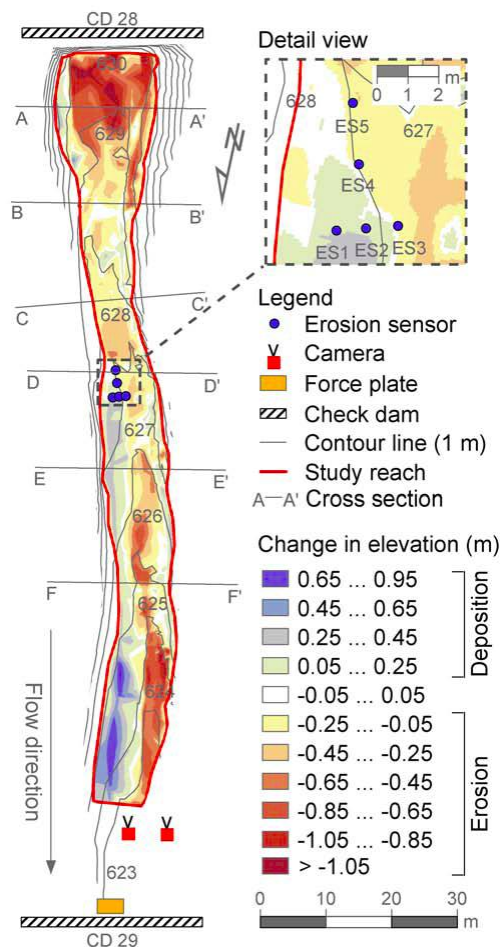 CD 28
630
A
A'
629
B
B'
C
C'
628
D
D'
627
E
E'
626
F
F'
625
624
Flow direction
V
V
623
CD 29
N
Detail view
0 1 2
m
628
ES5
627
ES4
ES1
ES2
ES3
Legend
Erosion sensor
V
Camera
Force plate
Check dam
Contour line (1 m)
Study reach
A A' Cross section
Change in elevation (m)
0.65 ... 0.95
0.45 ... 0.65
0.25 ... 0.45
0.05 ... 0.25
-0.05 ... 0.05
-0.25 ... -0.05
-0.45 ... -0.25
-0.65 ... -0.45
-0.85 ... -0.65
-1.05 ... -0.85
> -1.05
Deposition
Erosion
0 10 20 30
m